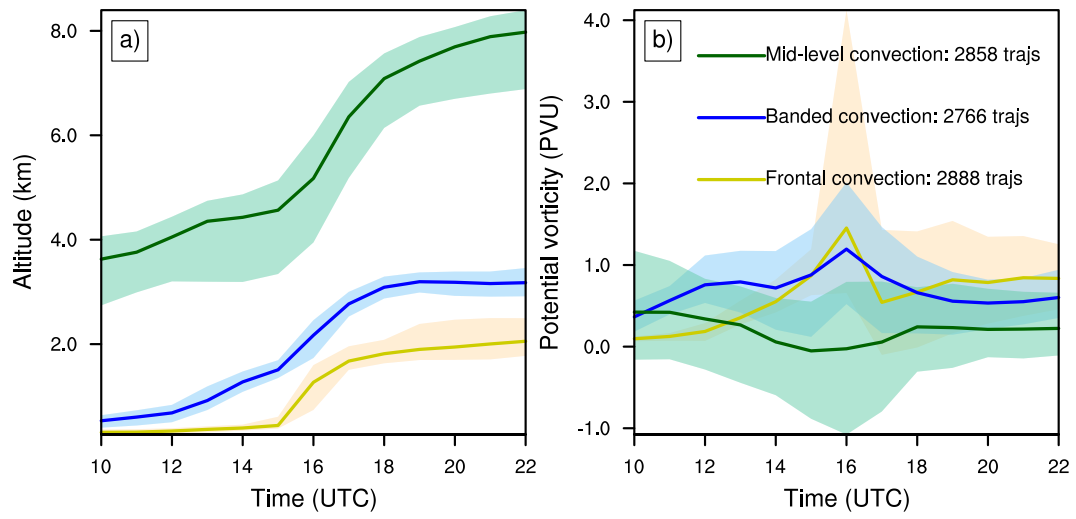 a)
8.0
6.0
4.0
2.0
Altitude (km)
10 12 14 16 18 20 22
Time (UTC)
b)
Mid-level convection: 2858 trajs
Banded convection: 2766 trajs
Frontal convection: 2888 trajs
4.0
3.0
2.0
1.0
0.0
-1.0
Potential vorticity (PVU)
10 12 14 16 18 20 22
Time (UTC)